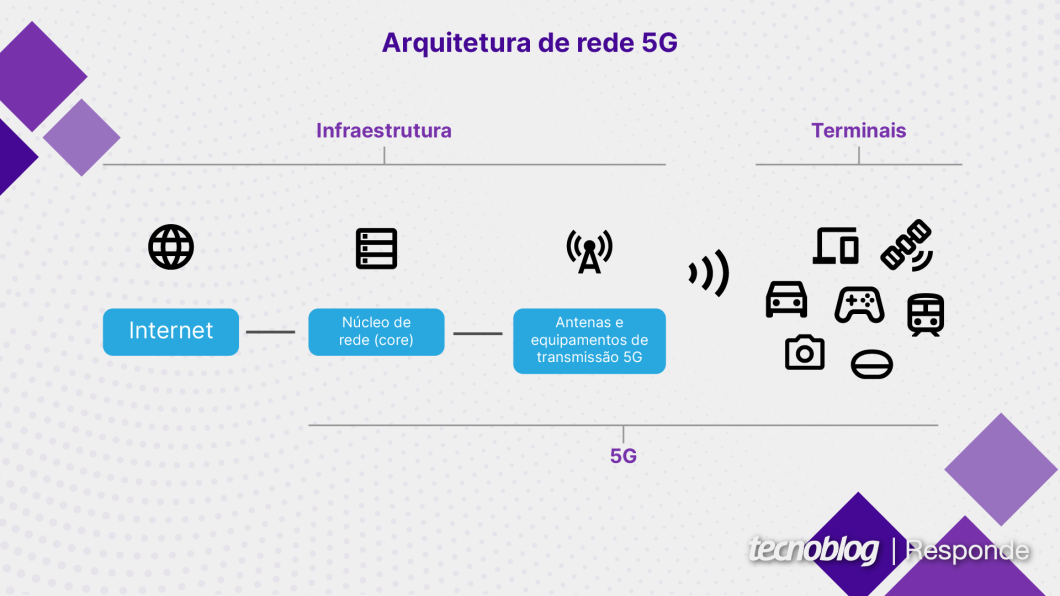 Arquitetura de rede 5G
Infraestrutura
Terminais
Internet
Núcleo de
rede (core)
Antenas e
equipamentos de
transmissão 5G
5G
tecnoblog | Responde